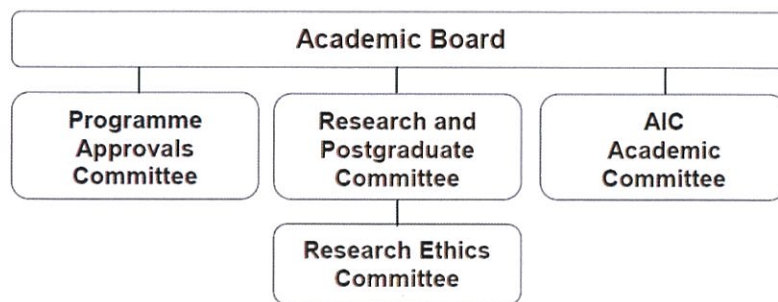 Academic Board
Programme
Approvals
Committee
Research and
Postgraduate
Committee
AIC
Academic
Committee
Research Ethics
Committee